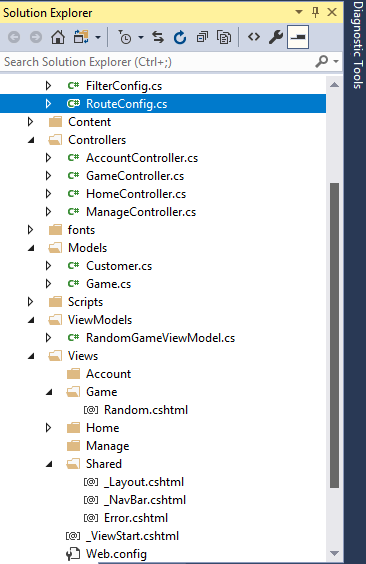 Solution Explorer
Search Solution Explorer (Ctrl+;)
C# FilterConfig.cs
C# RouteConfig.cs
Content
Controllers
C# AccountController.cs
C# GameController.cs
C# HomeController.cs
C# ManageController.cs
fonts
Models
C# Customer.cs
C# Game.cs
Scripts
ViewModels
C# RandomGameViewModel.cs
Views
Account
Game
[@] Random.cshtml
Home
Manage
Shared
[@] _Layout.cshtml
[@] _NavBar.cshtml
[@] Error.cshtml
[@] _ViewStart.cshtml
Web.config
Diagnostic Tools